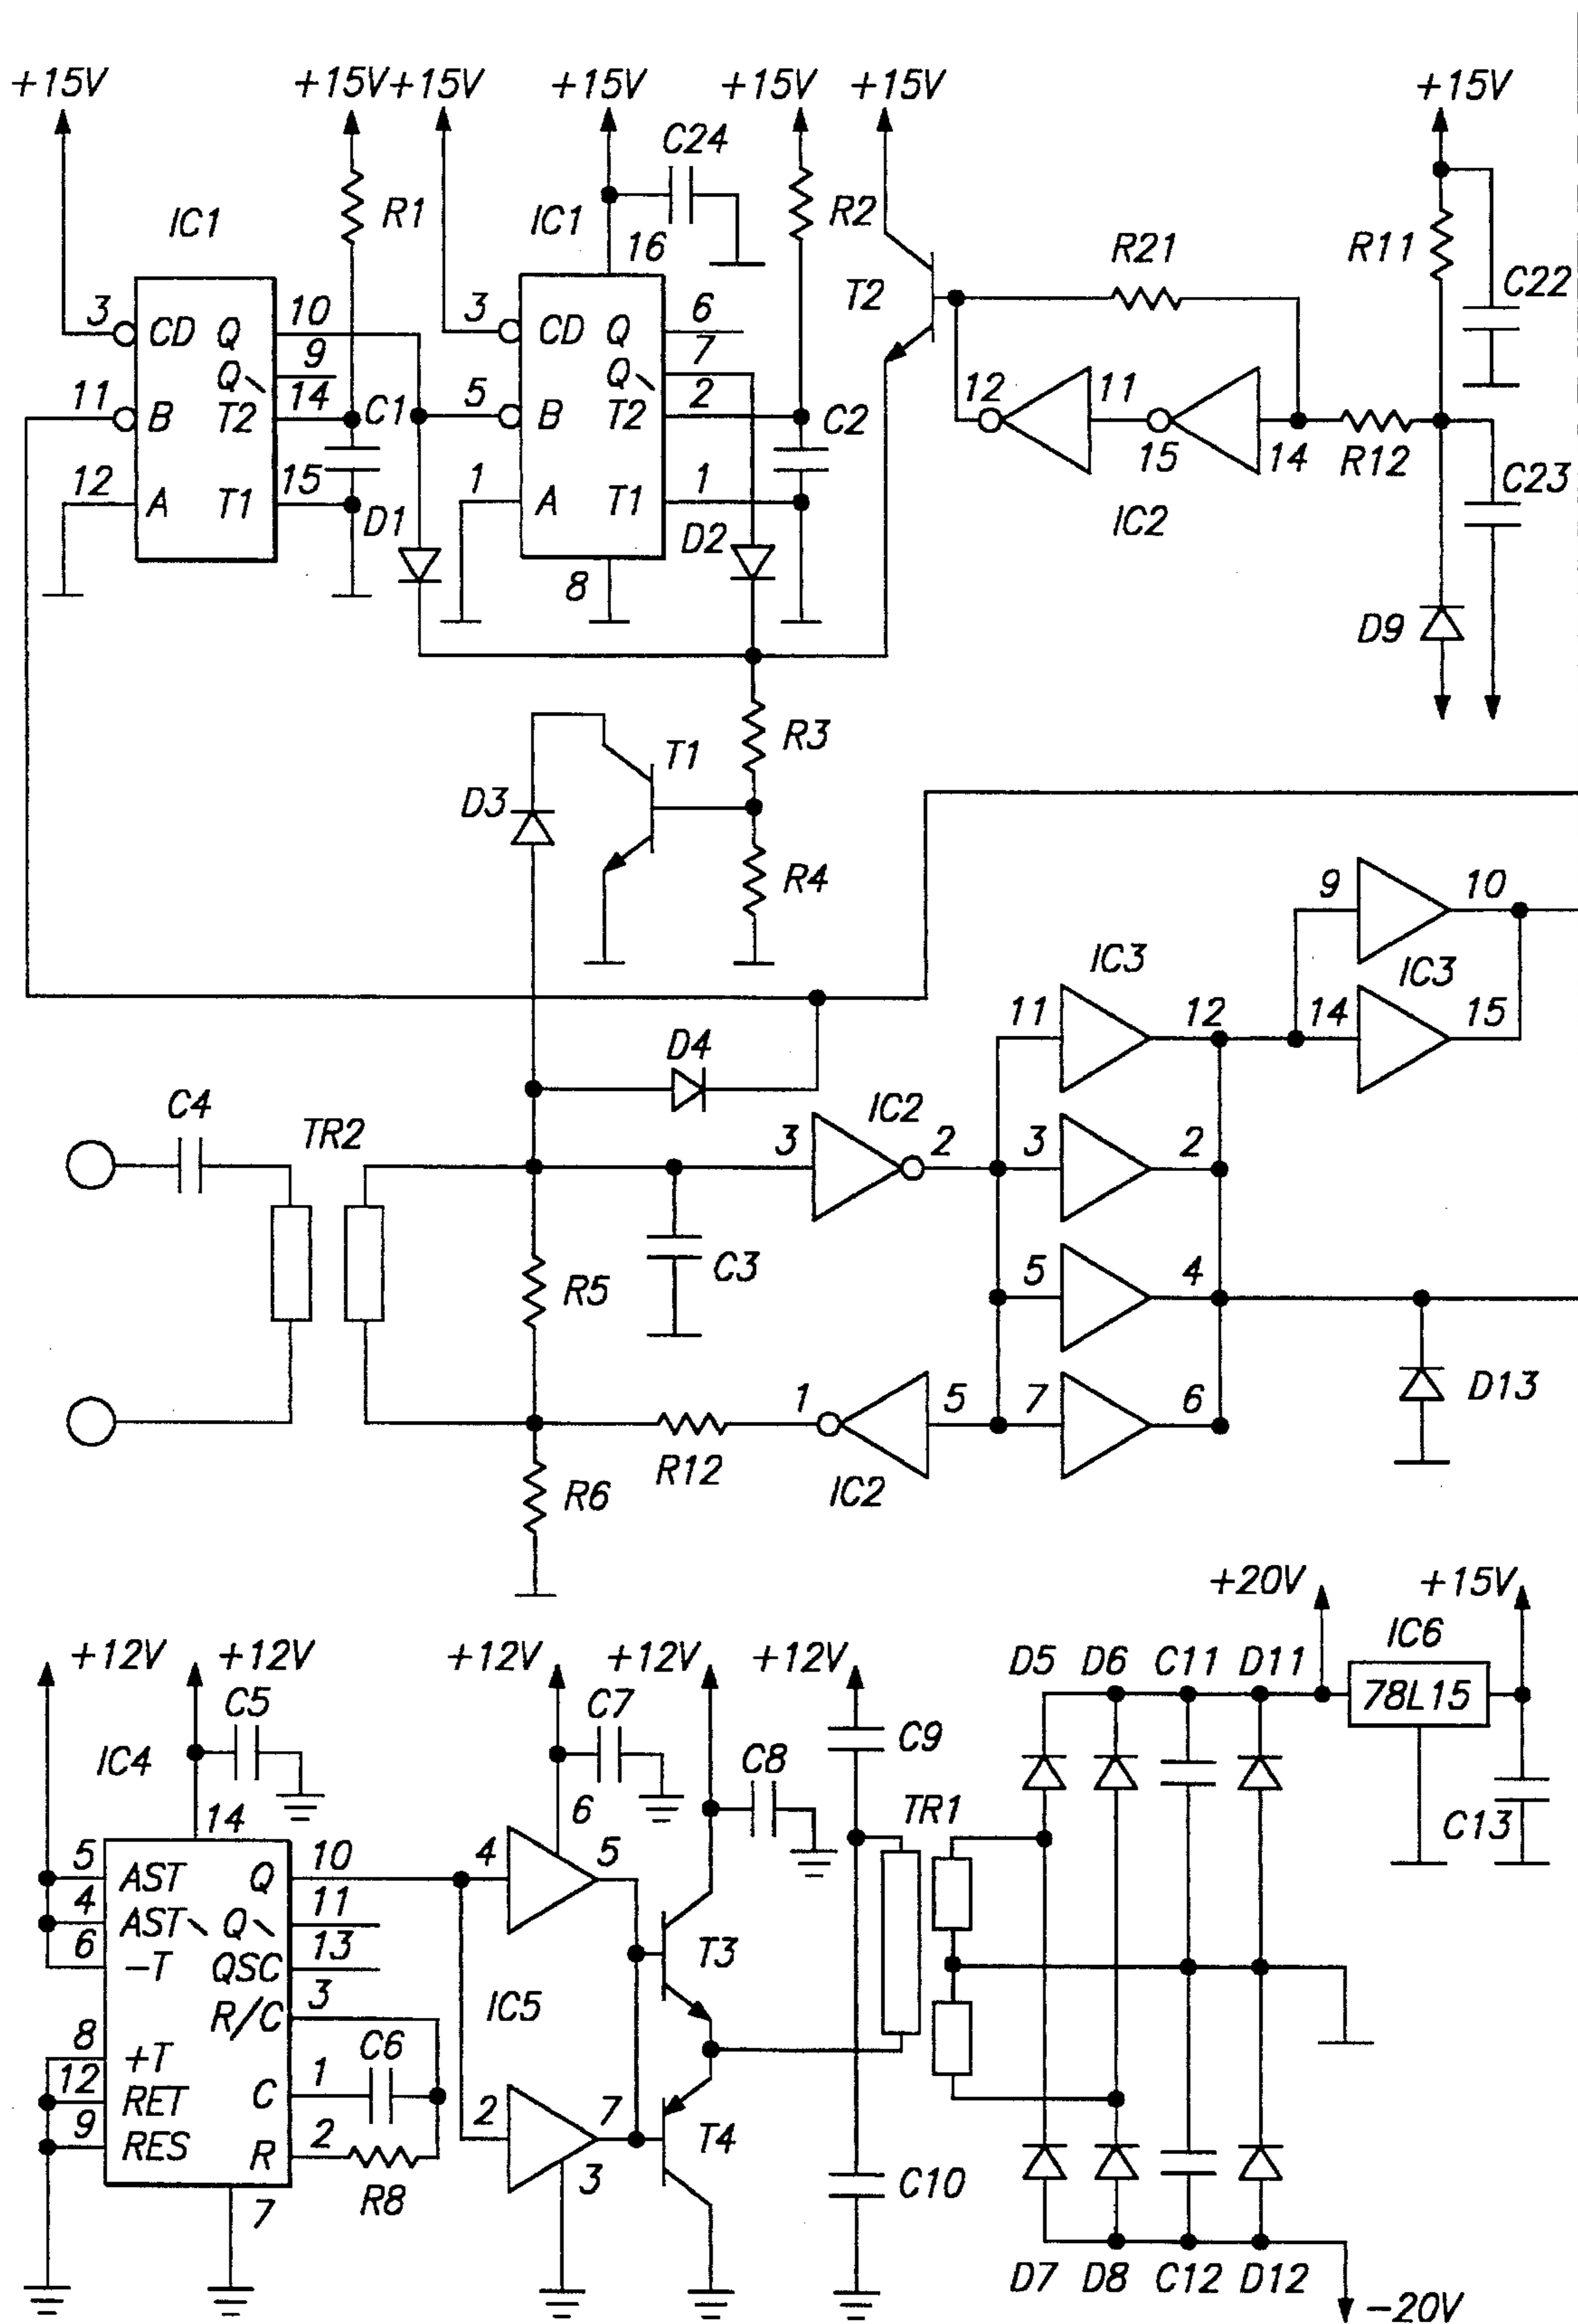 +15V +15V +15V +15V +15V +15V +15V
C24
IC1 R1 IC1 16 R2 R21 R11
T2 C22
3 CD Q 10 3 CD Q 6
9 Q\ 7 Q\
11 B T2 14 C1 5 B T2 2 C2 12 11 15 14 R12
12 A T1 15 D1 1 A T1 1 D2 IC2 C23
8
D9
R3
T1
D3
R4 9 10
IC3 IC3
11 12 14 15
D4
C4 TR2 IC2
3 2 3 2
R5 C3 5 4
1 5 7 6 D13
R12
R6 IC2
+20V +15V
+12V +12V +12V +12V +12V IC6
D5 D6 C11 D11 78L15
C5 C7
IC4 C9
C8
14 6 TR1 C13
5 AST Q 10 4 5
4 AST\ Q\ 11
6 -T QSC 13 T3
R/C 3 IC5
8 +T C6
12 RET C 1
9 RES R 2 2 7 T4
R8 3 C10
7
D7 D8 C12 D12
-20V